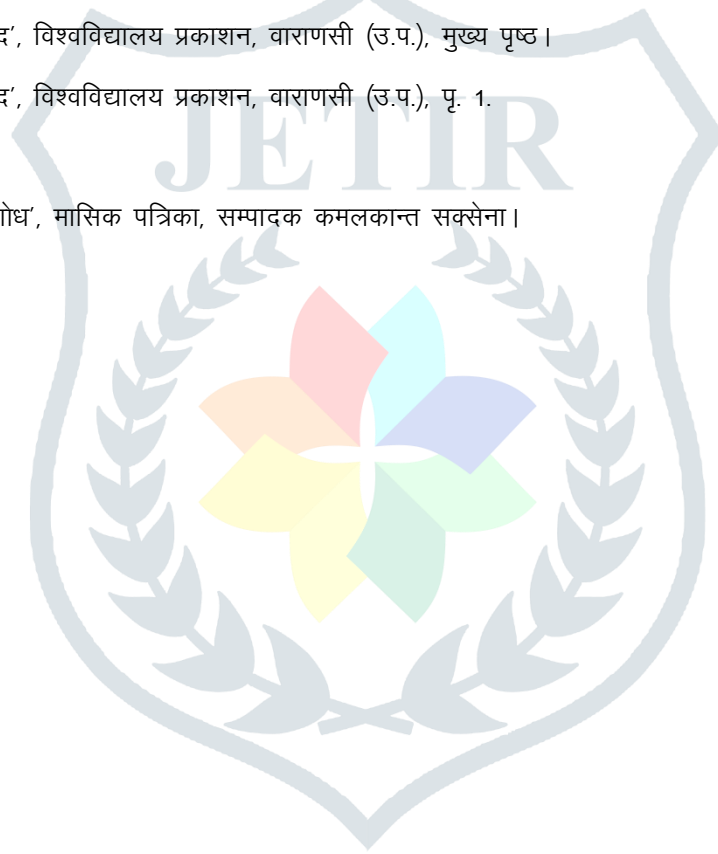 द’, विश्वविद्यालय प्रकाशन, वाराणसी (उ.प.), मुख्य पृष्ठ।
द’, विश्वविद्यालय प्रकाशन, वाराणसी (उ.प.), पृ. 1.
JETIR
ोध’, मासिक पत्रिका, सम्पादक कमलकान्त सक्सेना।